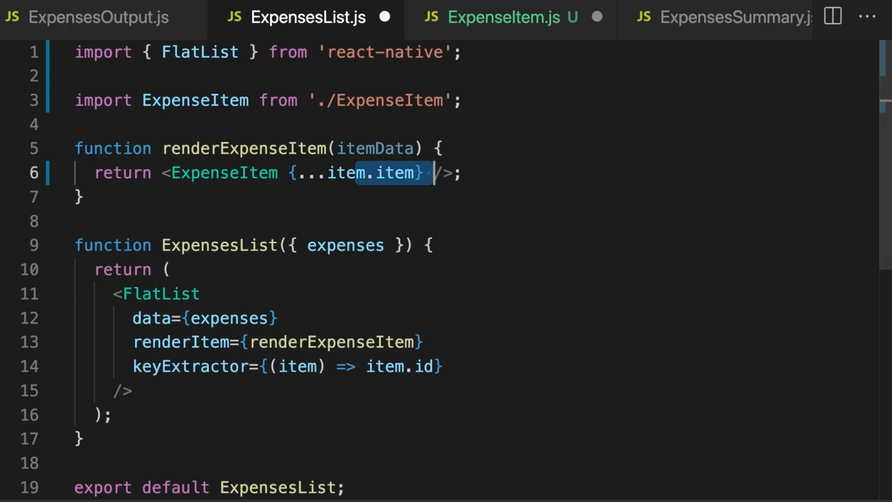 JS ExpensesOutput.js JS ExpensesList.js JS ExpenseItem.js U JS ExpensesSummary.js ...
1 import { FlatList } from 'react-native';
2
3 import ExpenseItem from './ExpenseItem';
4
5 function renderExpenseItem(itemData) {
6 return <ExpenseItem {...item.item} />;
7 }
8
9 function ExpensesList({ expenses }) {
10 return (
11 <FlatList
12 data={expenses}
13 renderItem={renderExpenseItem}
14 keyExtractor={(item) => item.id}
15 />
16 );
17 }
18
19 export default ExpensesList;